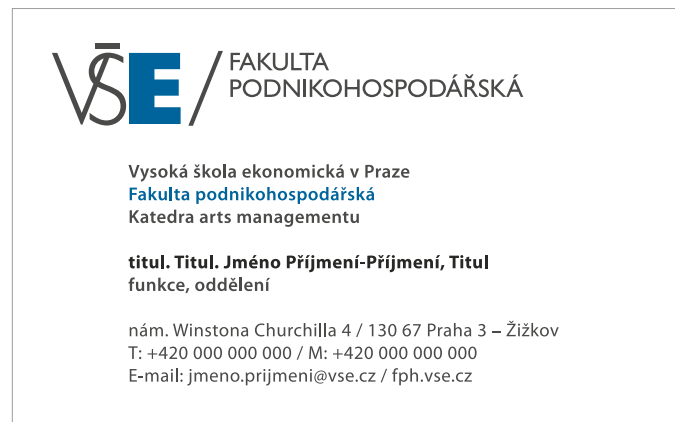 VŠE / FAKULTA
PODNIKOHOSPODÁŘSKÁ
Vysoká škola ekonomická v Praze
Fakulta podnikohospodářská
Katedra arts managementu
titul. Titul. Jméno Příjmení-Příjmení, Titul
funkce, oddělení
nám. Winstona Churchilla 4 / 130 67 Praha 3 – Žižkov
T: +420 000 000 000 / M: +420 000 000 000
E-mail: jmeno.prijmeni@vse.cz / fph.vse.cz